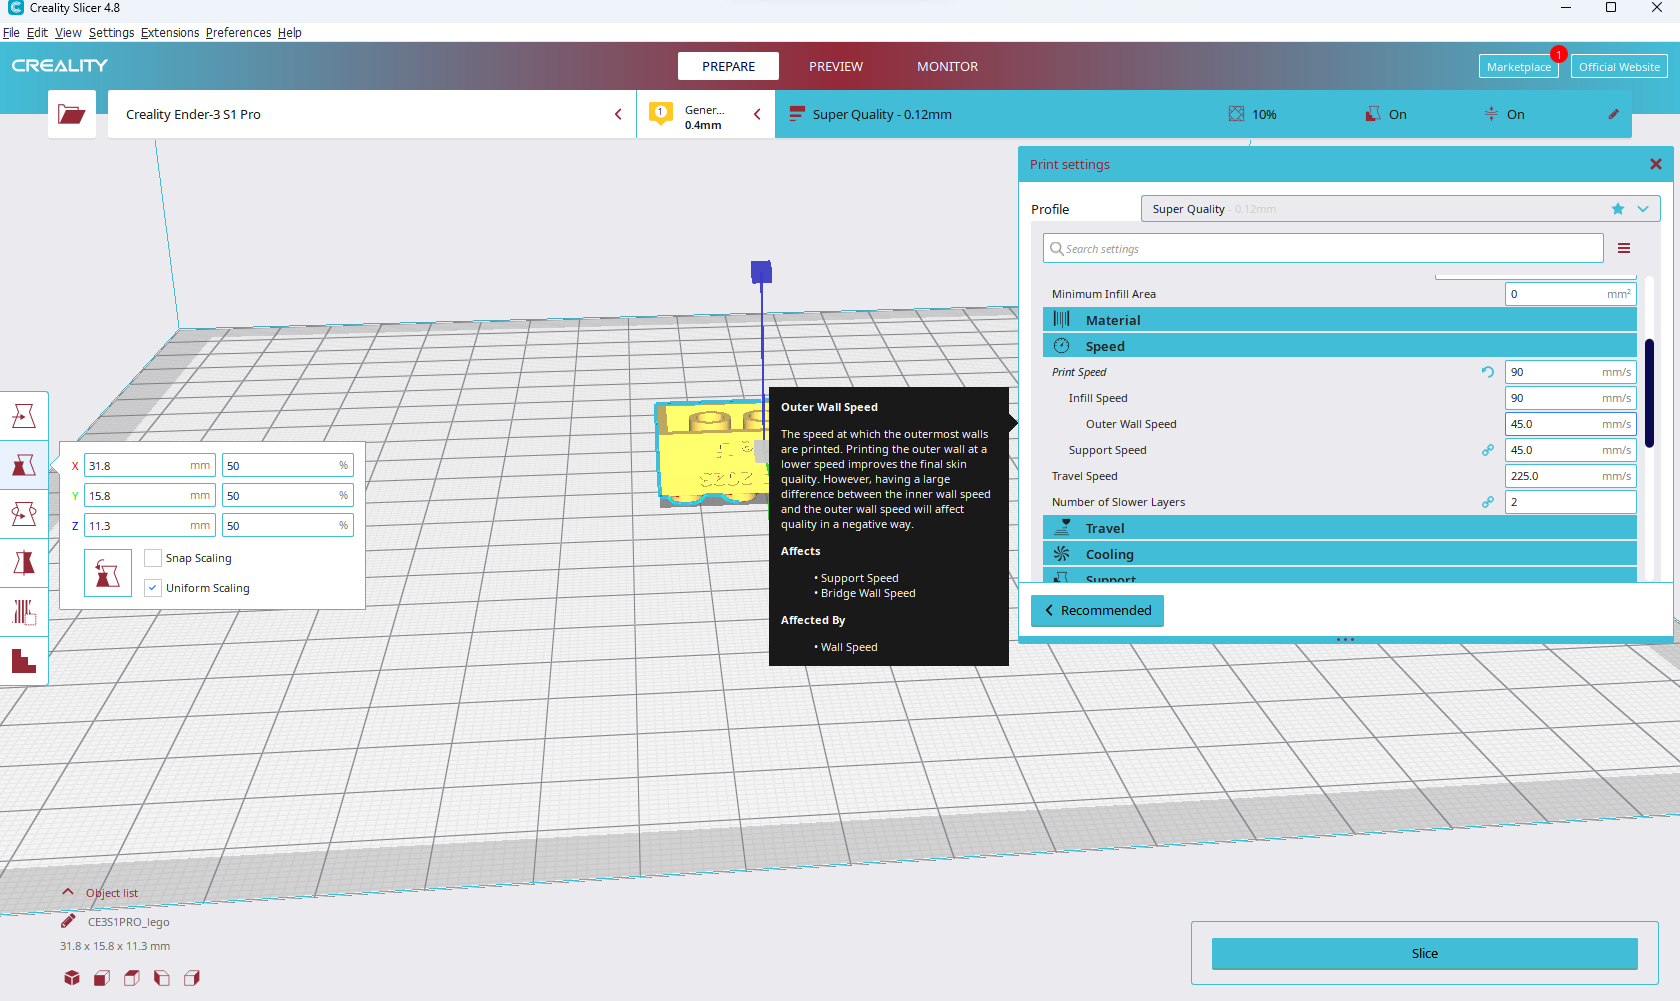 Creality Slicer 4.8
File Edit View Settings Extensions Preferences Help
CREALITY
PREPARE PREVIEW MONITOR
Marketplace 1 Official Website
Creality Ender-3 S1 Pro
1 Gener...
0.4mm
Super Quality - 0.12mm 10% On On
Print settings
Profile Super Quality - 0.12mm
Search settings
Minimum Infill Area 0 mm²
Material
Speed
Print Speed 90 mm/s
Infill Speed 90 mm/s
Outer Wall Speed 45.0 mm/s
Support Speed 45.0 mm/s
Travel Speed 225.0 mm/s
Number of Slower Layers 2
Travel
Cooling
Support
Recommended
Outer Wall Speed
The speed at which the outermost walls
are printed. Printing the outer wall at a
lower speed improves the final skin
quality. However, having a large
difference between the inner wall speed
and the outer wall speed will affect
quality in a negative way.
Affects
• Support Speed
• Bridge Wall Speed
Affected By
• Wall Speed
X 31.8 mm 50 %
Y 15.8 mm 50 %
Z 11.3 mm 50 %
Snap Scaling
Uniform Scaling
Object list
CE3S1PRO_lego
31.8 x 15.8 x 11.3 mm
Slice